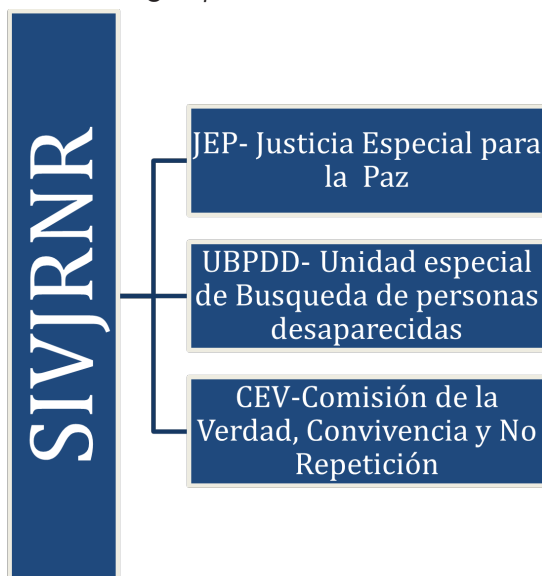 SIVJRNR
JEP- Justicia Especial para
la Paz
UBPDD- Unidad especial
de Busqueda de personas
desaparecidas
CEV-Comisión de la
Verdad, Convivencia y No
Repetición